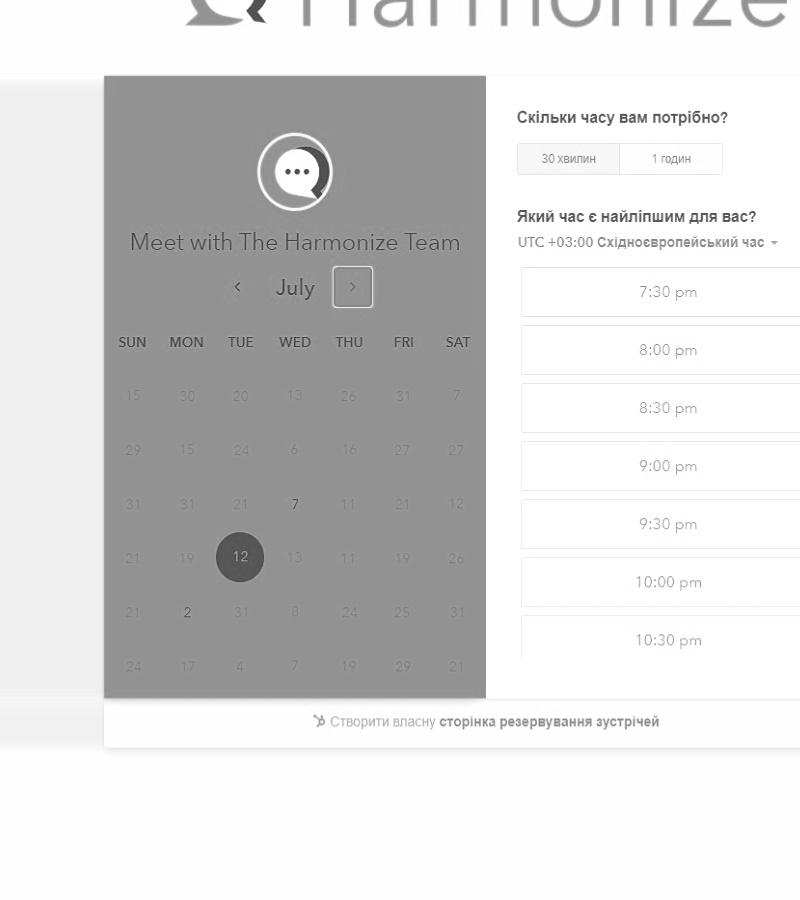 Harmonize
Meet with The Harmonize Team
July
SUN MON TUE WED THU FRI SAT
15 30 20 13 26 31 7
29 15 24 6 16 27 27
31 31 21 7 11 21 12
21 19 12 13 11 19 26
21 2 31 8 24 25 31
24 17 4 7 19 29 21
Скільки часу вам потрібно?
30 хвилин 1 годин
Який час є найліпшим для вас?
UTC +03:00 Східноєвропейський час
7:30 pm
8:00 pm
8:30 pm
9:00 pm
9:30 pm
10:00 pm
10:30 pm
Створити власну сторінка резервування зустрічей